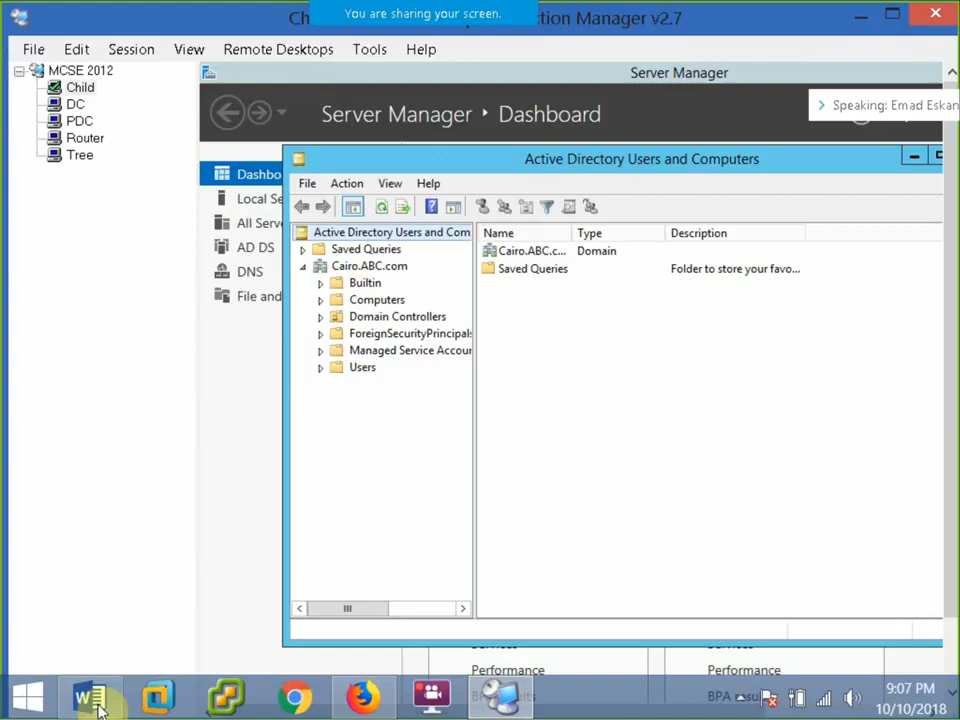 You are sharing your screen.
Ch
ction Manager v2.7
File Edit Session View Remote Desktops Tools Help
MCSE 2012
Child
DC
PDC
Router
Tree
Server Manager
Server Manager Dashboard
Speaking: Emad Eskan
Dashbo
Local Se
All Serve
AD DS
DNS
File and
Active Directory Users and Computers
File Action View Help
Active Directory Users and Com
Saved Queries
Cairo.ABC.com
Builtin
Computers
Domain Controllers
ForeignSecurityPrincipals
Managed Service Accour
Users
Name Type Description
Cairo.ABC.c... Domain
Saved Queries Folder to store your favo...
Performance Performance
BPA resul
9:07 PM
10/10/2018